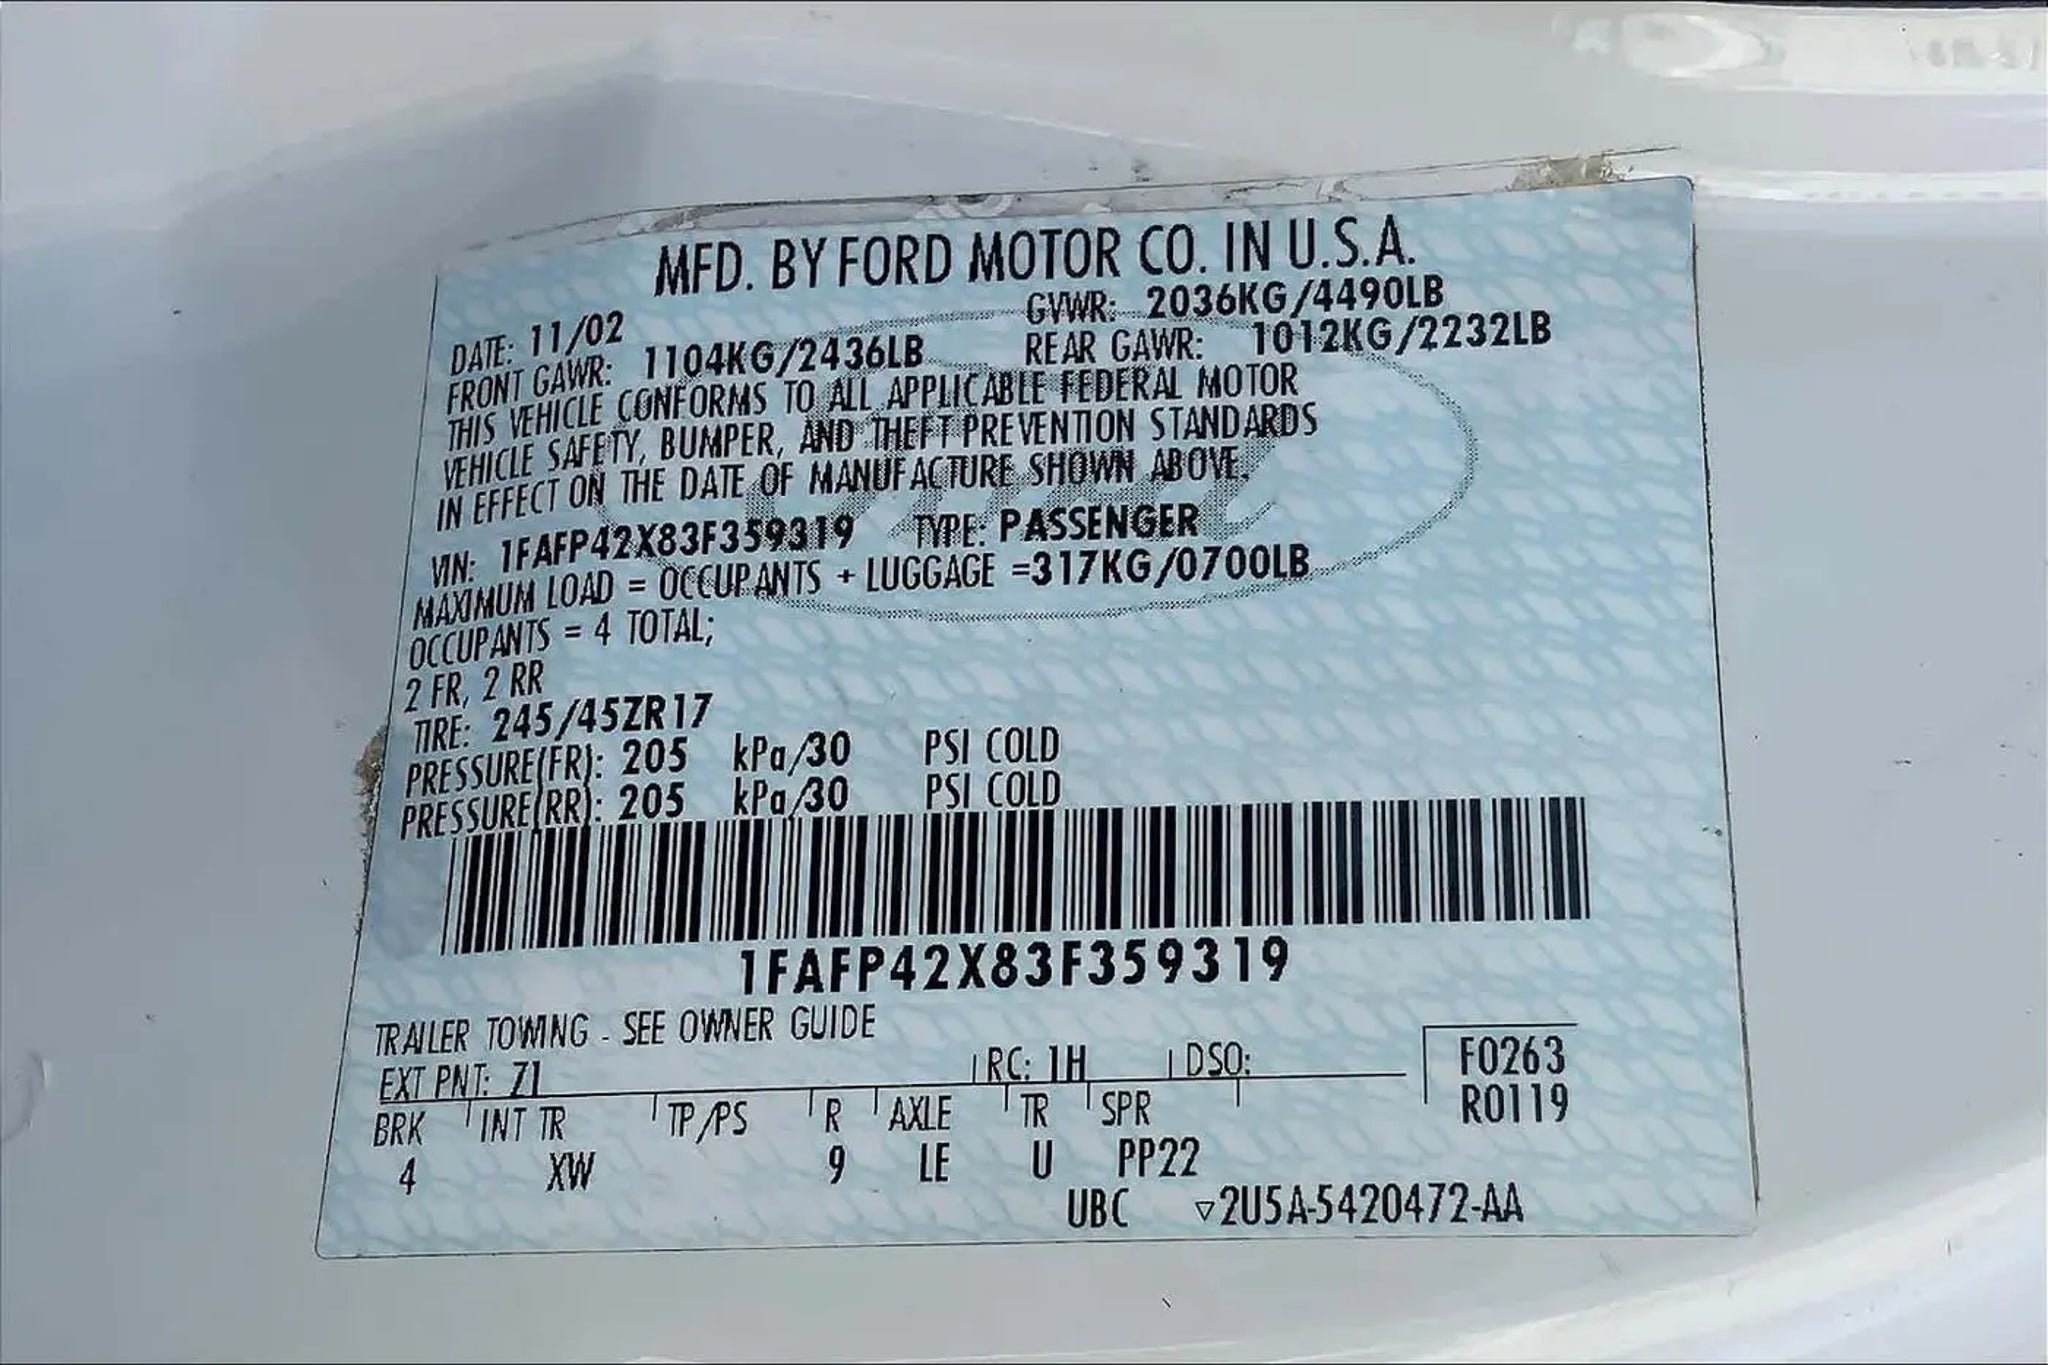 MFD. BY FORD MOTOR CO. IN U.S.A.
DATE: 11/02 GVWR: 2036KG/4490LB
FRONT GAWR: 1104KG/2436LB REAR GAWR: 1012KG/2232LB
THIS VEHICLE CONFORMS TO ALL APPLICABLE FEDERAL MOTOR
VEHICLE SAFETY, BUMPER, AND THEFT PREVENTION STANDARDS
IN EFFECT ON THE DATE OF MANUFACTURE SHOWN ABOVE.
VIN: 1FAFP42X83F359319 TYPE: PASSENGER
MAXIMUM LOAD = OCCUPANTS + LUGGAGE =317KG/0700LB
OCCUPANTS = 4 TOTAL;
2 FR, 2 RR
TIRE: 245/45ZR17
PRESSURE(FR): 205 kPa/30 PSI COLD
PRESSURE(RR): 205 kPa/30 PSI COLD
1FAFP42X83F359319
TRAILER TOWING - SEE OWNER GUIDE
EXT PNT: Z1 RC: 1H DSO: F0263
R0119
BRK INT TR TP/PS R AXLE TR SPR
4 XW 9 LE U PP22
UBC ▽2U5A-5420472-AA